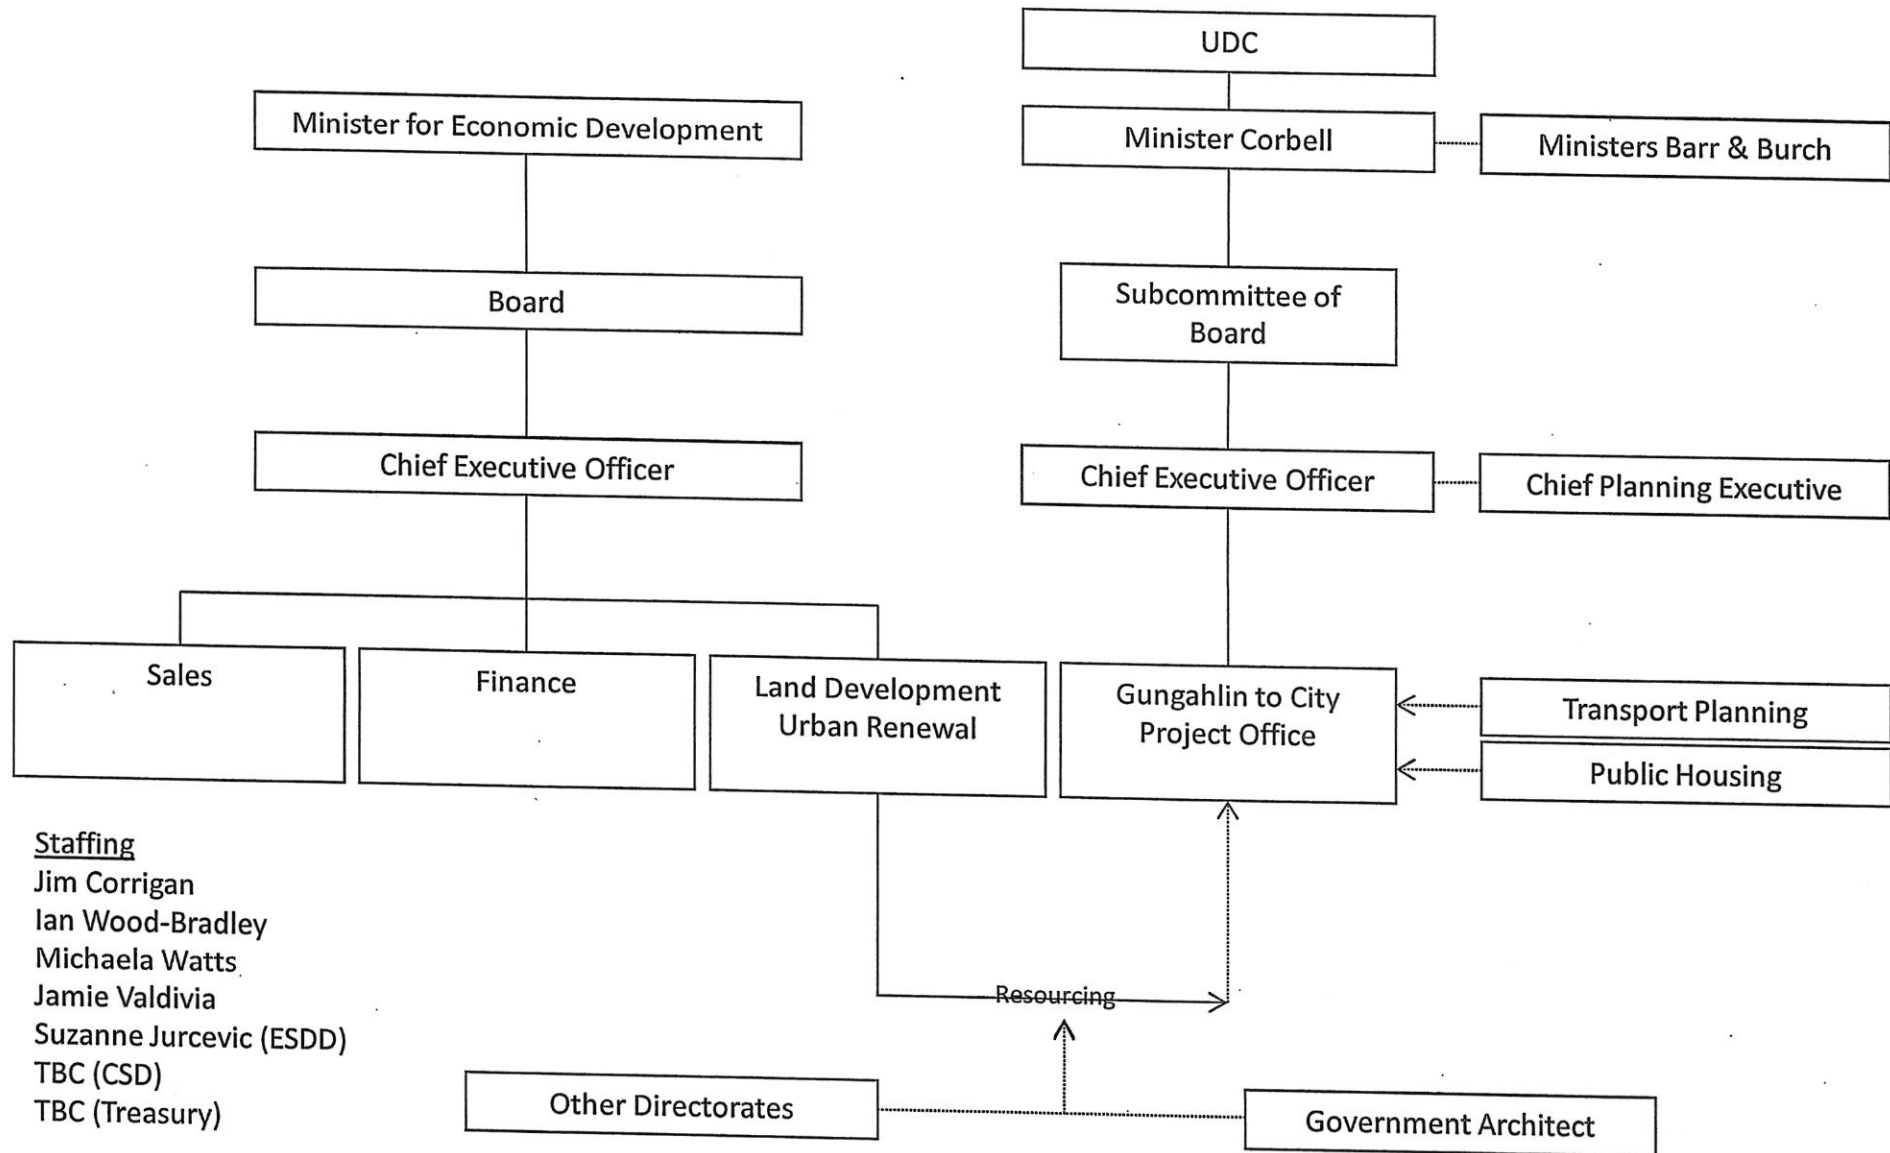 UDC
Minister for Economic Development
Minister Corbell
Ministers Barr & Burch
Board
Subcommittee of
Board
Chief Executive Officer
Chief Executive Officer
Chief Planning Executive
Sales
Finance
Land Development
Urban Renewal
Gungahlin to City
Project Office
Transport Planning
Public Housing
Staffing
Jim Corrigan
Ian Wood-Bradley
Michaela Watts
Jamie Valdivia
Suzanne Jurcevic (ESDD)
TBC (CSD)
TBC (Treasury)
Resourcing
Other Directorates
Government Architect